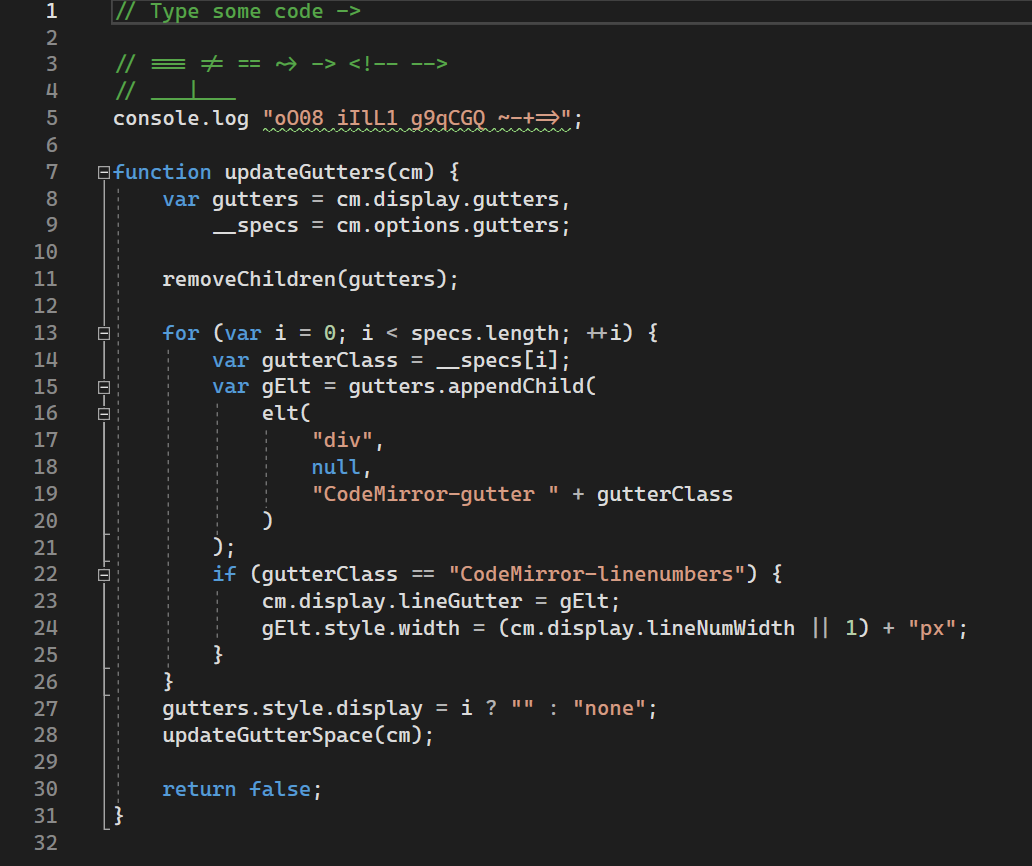 1 // Type some code ->
2
3 // === != == ~> -> <!-- -->
4 // ___|___
5 console.log "oO08 iIlL1 g9qCGQ ~-+=>";
6
7 function updateGutters(cm) {
8     var gutters = cm.display.gutters,
9         __specs = cm.options.gutters;
10
11     removeChildren(gutters);
12
13     for (var i = 0; i < specs.length; ++i) {
14         var gutterClass = __specs[i];
15         var gElt = gutters.appendChild(
16             elt(
17                 "div",
18                 null,
19                 "CodeMirror-gutter " + gutterClass
20             )
21         );
22         if (gutterClass == "CodeMirror-linenumbers") {
23             cm.display.lineGutter = gElt;
24             gElt.style.width = (cm.display.lineNumWidth || 1) + "px";
25         }
26     }
27     gutters.style.display = i ? "" : "none";
28     updateGutterSpace(cm);
29
30     return false;
31 }
32